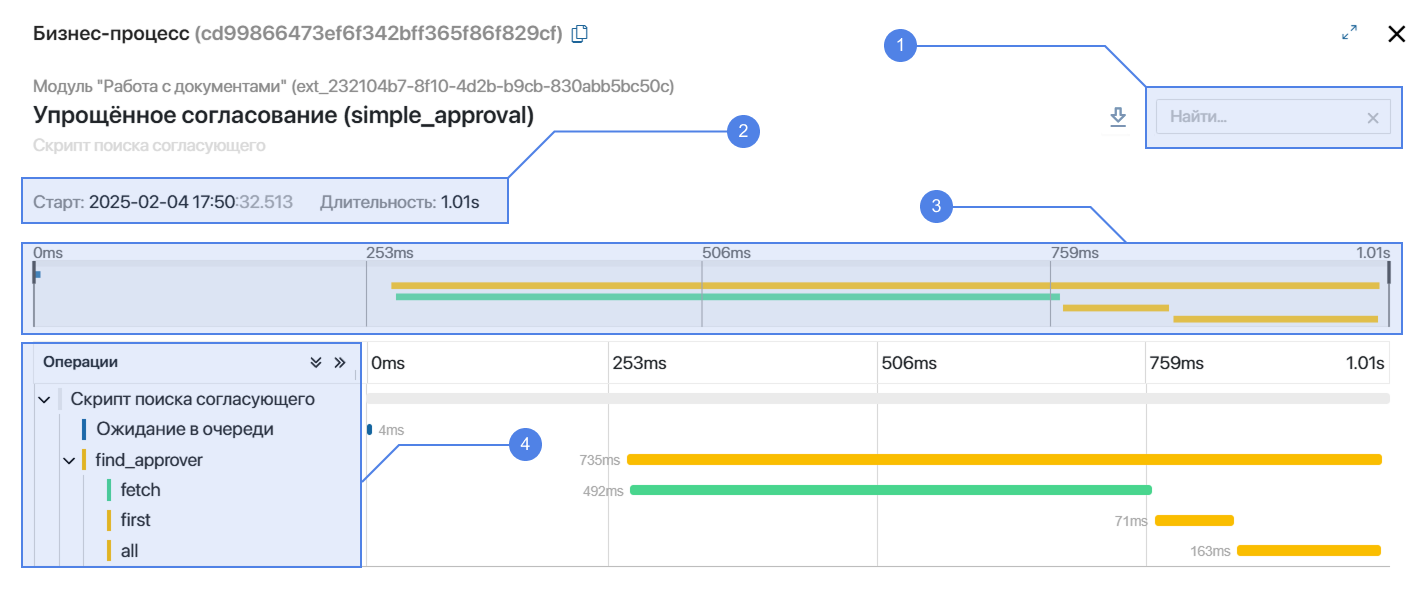 Бизнес-процесс (cd99866473ef6f342bff365f86f829cf)
1
Модуль "Работа с документами" (ext_232104b7-8f10-4d2b-b9cb-830abb5bc50c)
Упрощённое согласование (simple_approval)
Найти...
2
Скрипт поиска согласующего
Старт: 2025-02-04 17:50:32.513 Длительность: 1.01s
3
0ms 253ms 506ms 759ms 1.01s
Операции 0ms 253ms 506ms 759ms 1.01s
Скрипт поиска согласующего
Ожидание в очереди 4ms
4
find_approver 735ms
fetch 492ms
first 71ms
all 163ms